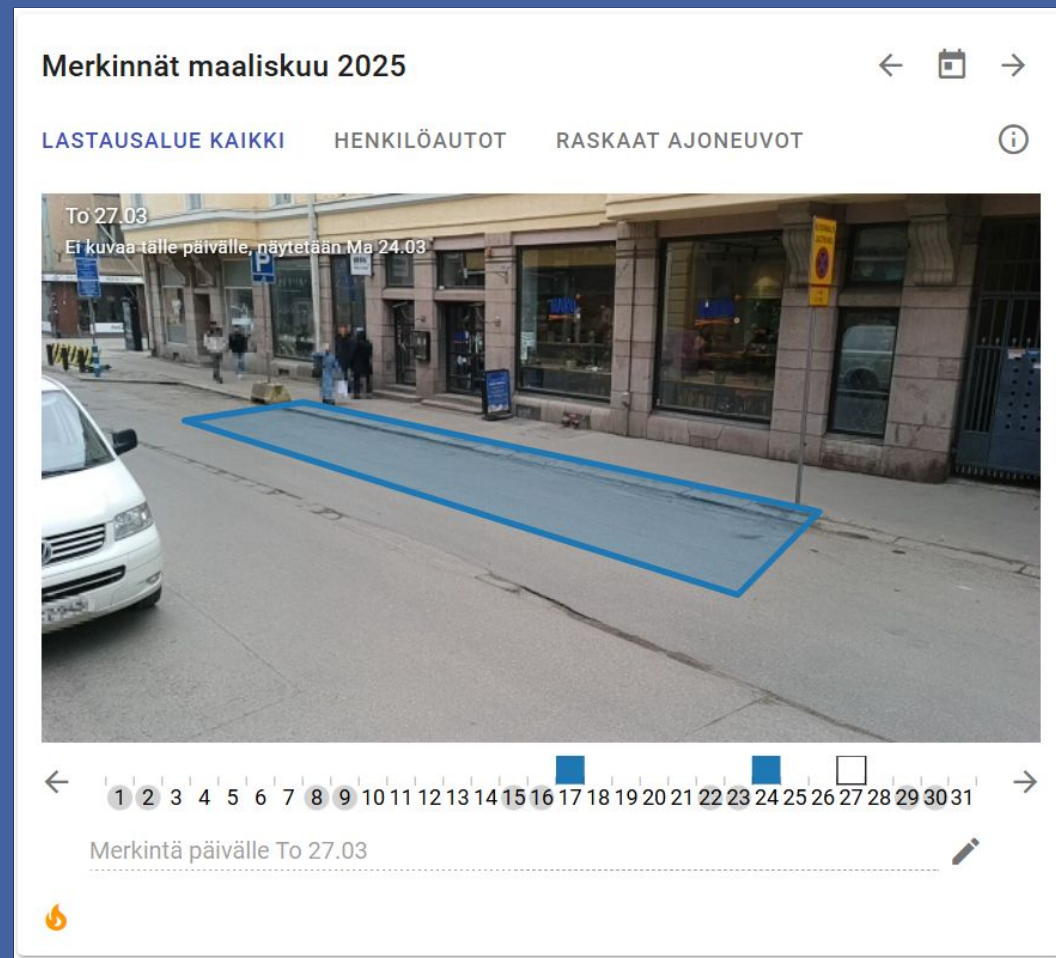 Merkinnät maaliskuu 2025
LASTAUSALUE KAIKKI HENKILÖAUTOT RASKAAT AJONEUVOT
To 27.03
Ei kuvaa tälle päivälle, näytetään Ma 24.03
P
1 2 3 4 5 6 7 8 9 10 11 12 13 14 15 16 17 18 19 20 21 22 23 24 25 26 27 28 29 30 31
Merkintä päivälle To 27.03